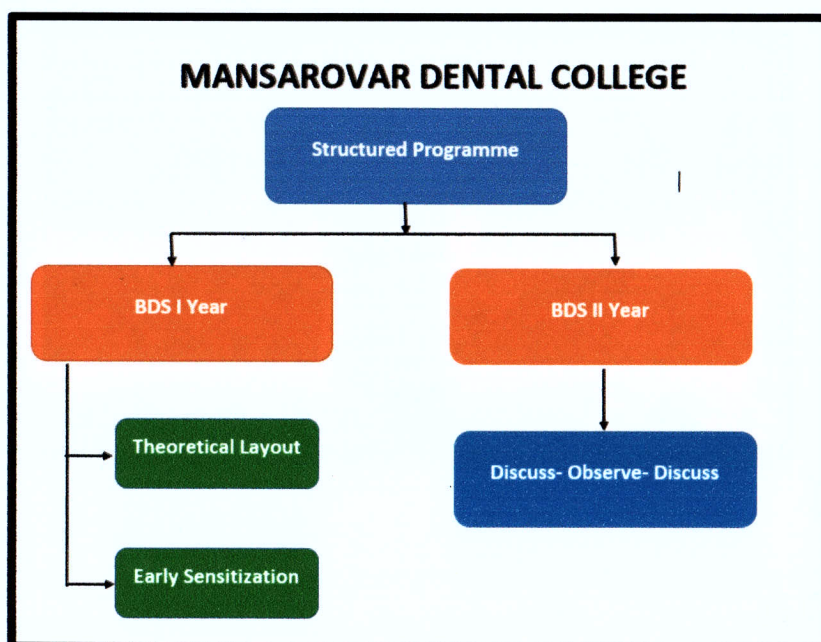 MANSAROVAR DENTAL COLLEGE
Structured Programme
BDS I Year
BDS II Year
Theoretical Layout
Discuss- Observe- Discuss
Early Sensitization